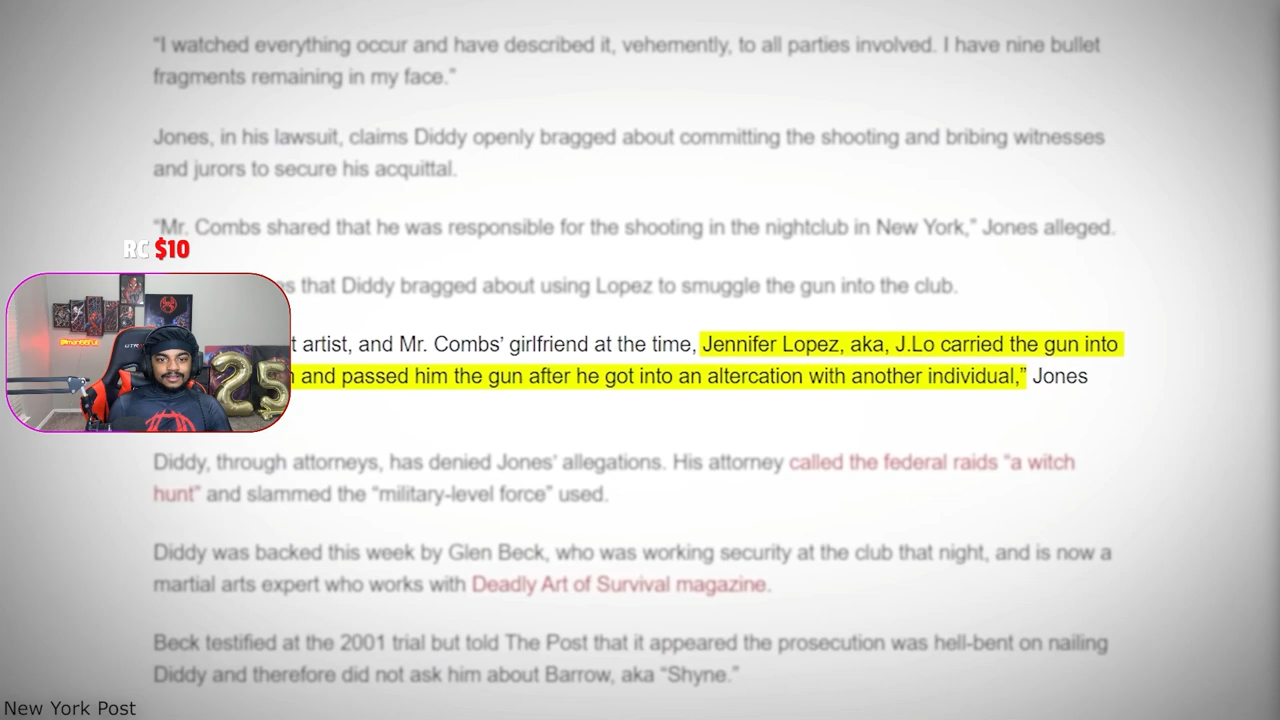 “I watched everything occur and have described it, vehemently, to all parties involved. I have nine bullet
fragments remaining in my face.”
Jones, in his lawsuit, claims Diddy openly bragged about committing the shooting and bribing witnesses
and jurors to secure his acquittal.
“Mr. Combs shared that he was responsible for the shooting in the nightclub in New York,” Jones alleged.
RC $10
that Diddy bragged about using Lopez to smuggle the gun into the club.
artist, and Mr. Combs’ girlfriend at the time, Jennifer Lopez, aka, J.Lo carried the gun into
and passed him the gun after he got into an altercation with another individual,” Jones
25
Diddy, through attorneys, has denied Jones’ allegations. His attorney called the federal raids “a witch
hunt” and slammed the “military-level force” used.
Diddy was backed this week by Glen Beck, who was working security at the club that night, and is now a
martial arts expert who works with Deadly Art of Survival magazine.
Beck testified at the 2001 trial but told The Post that it appeared the prosecution was hell-bent on nailing
Diddy and therefore did not ask him about Barrow, aka “Shyne.”
New York Post